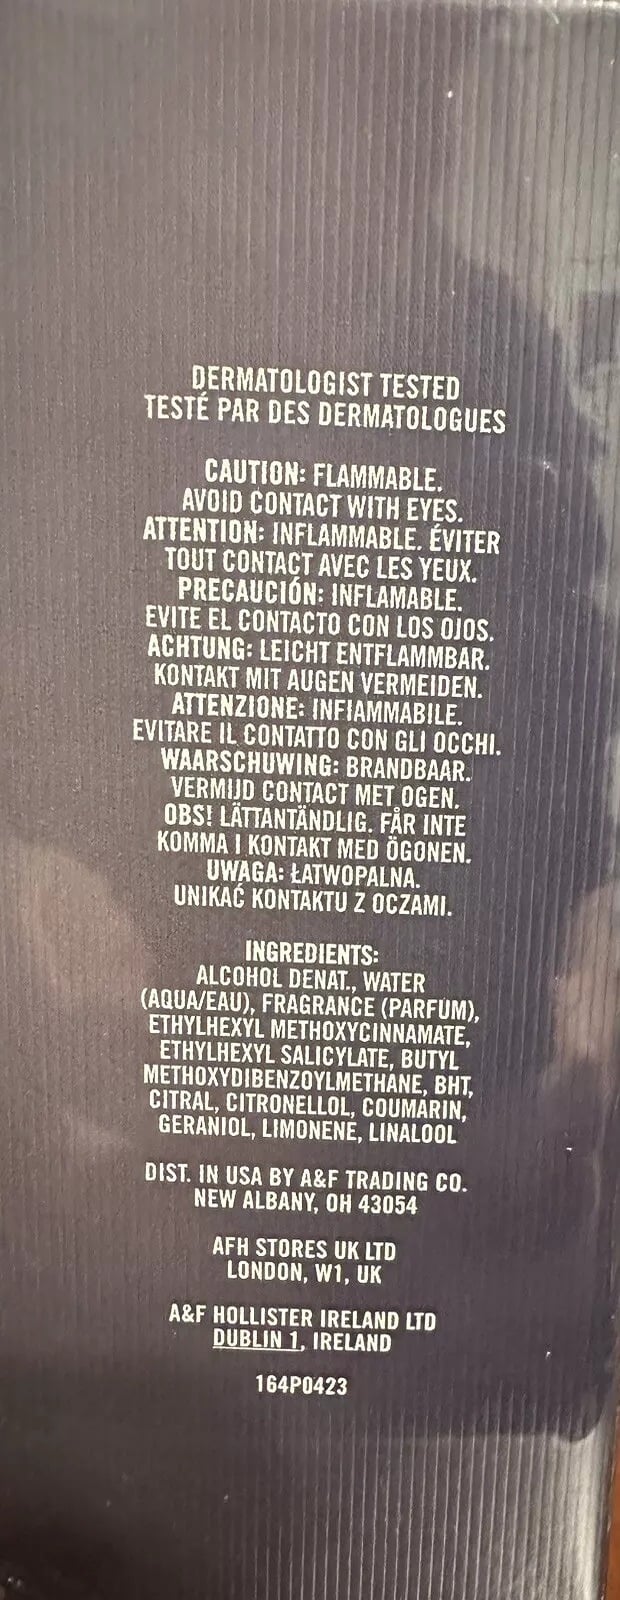 DERMATOLOGIST TESTED
TESTÉ PAR DES DERMATOLOGUES
CAUTION: FLAMMABLE.
AVOID CONTACT WITH EYES.
ATTENTION: INFLAMMABLE. ÉVITER
TOUT CONTACT AVEC LES YEUX.
PRECAUCIÓN: INFLAMABLE.
EVITE EL CONTACTO CON LOS OJOS.
ACHTUNG: LEICHT ENTFLAMMBAR.
KONTAKT MIT AUGEN VERMEIDEN.
ATTENZIONE: INFIAMMABILE.
EVITARE IL CONTATTO CON GLI OCCHI.
WAARSCHUWING: BRANDBAAR.
VERMIJD CONTACT MET OGEN.
OBS! LÄTTANTÄNDLIG. FÅR INTE
KOMMA I KONTAKT MED ÖGONEN.
UWAGA: ŁATWOPALNA.
UNIKAĆ KONTAKTU Z OCZAMI.
INGREDIENTS:
ALCOHOL DENAT., WATER
(AQUA/EAU), FRAGRANCE (PARFUM),
ETHYLHEXYL METHOXYCINNAMATE,
ETHYLHEXYL SALICYLATE, BUTYL
METHOXYDIBENZOYLMETHANE, BHT,
CITRAL, CITRONELLOL, COUMARIN,
GERANIOL, LIMONENE, LINALOOL
DIST. IN USA BY A&F TRADING CO.
NEW ALBANY, OH 43054
AFH STORES UK LTD
LONDON, W1, UK
A&F HOLLISTER IRELAND LTD
DUBLIN 1, IRELAND
164P0423